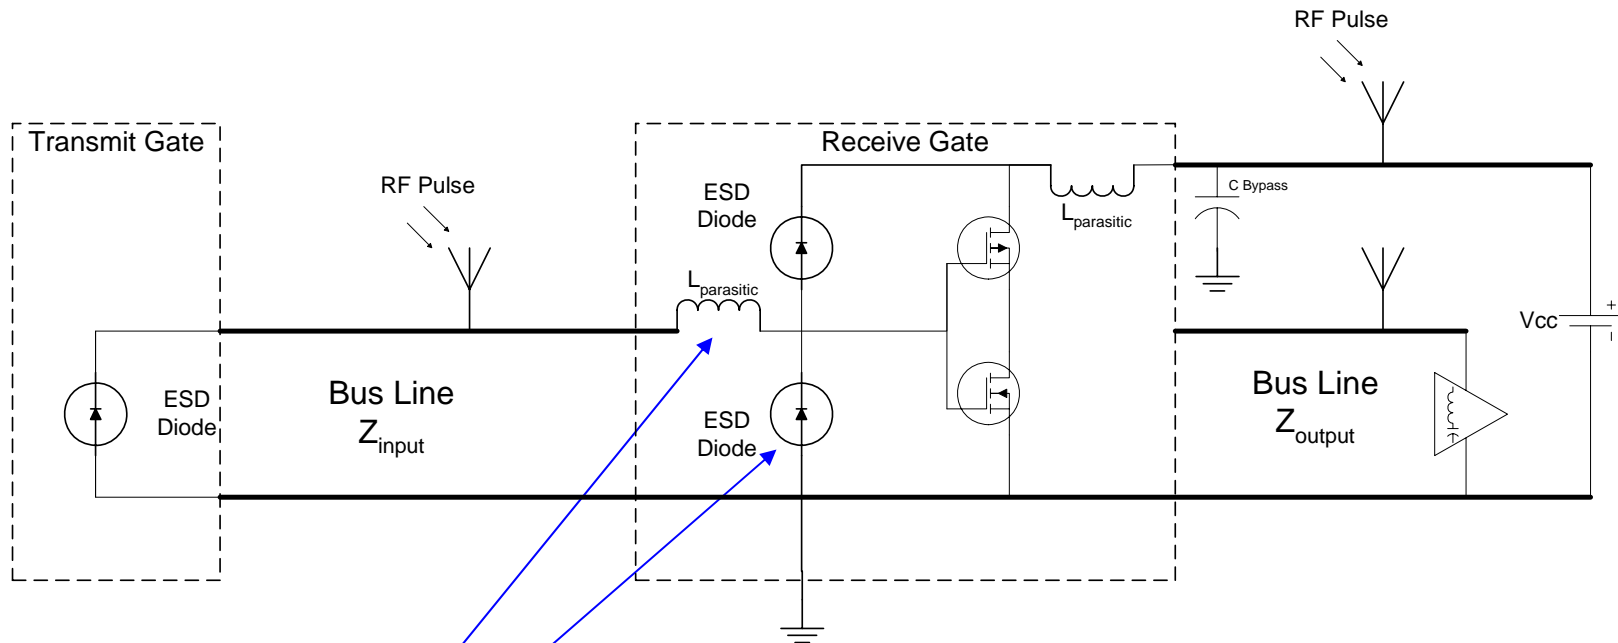 RF Pulse
Transmit Gate
Receive Gate
RF Pulse
ESD
Diode
C Bypass
Lparasitic
Lparasitic
Vcc
+
-
ESD
Diode
Bus Line
Zinput
ESD
Diode
Bus Line
Zoutput